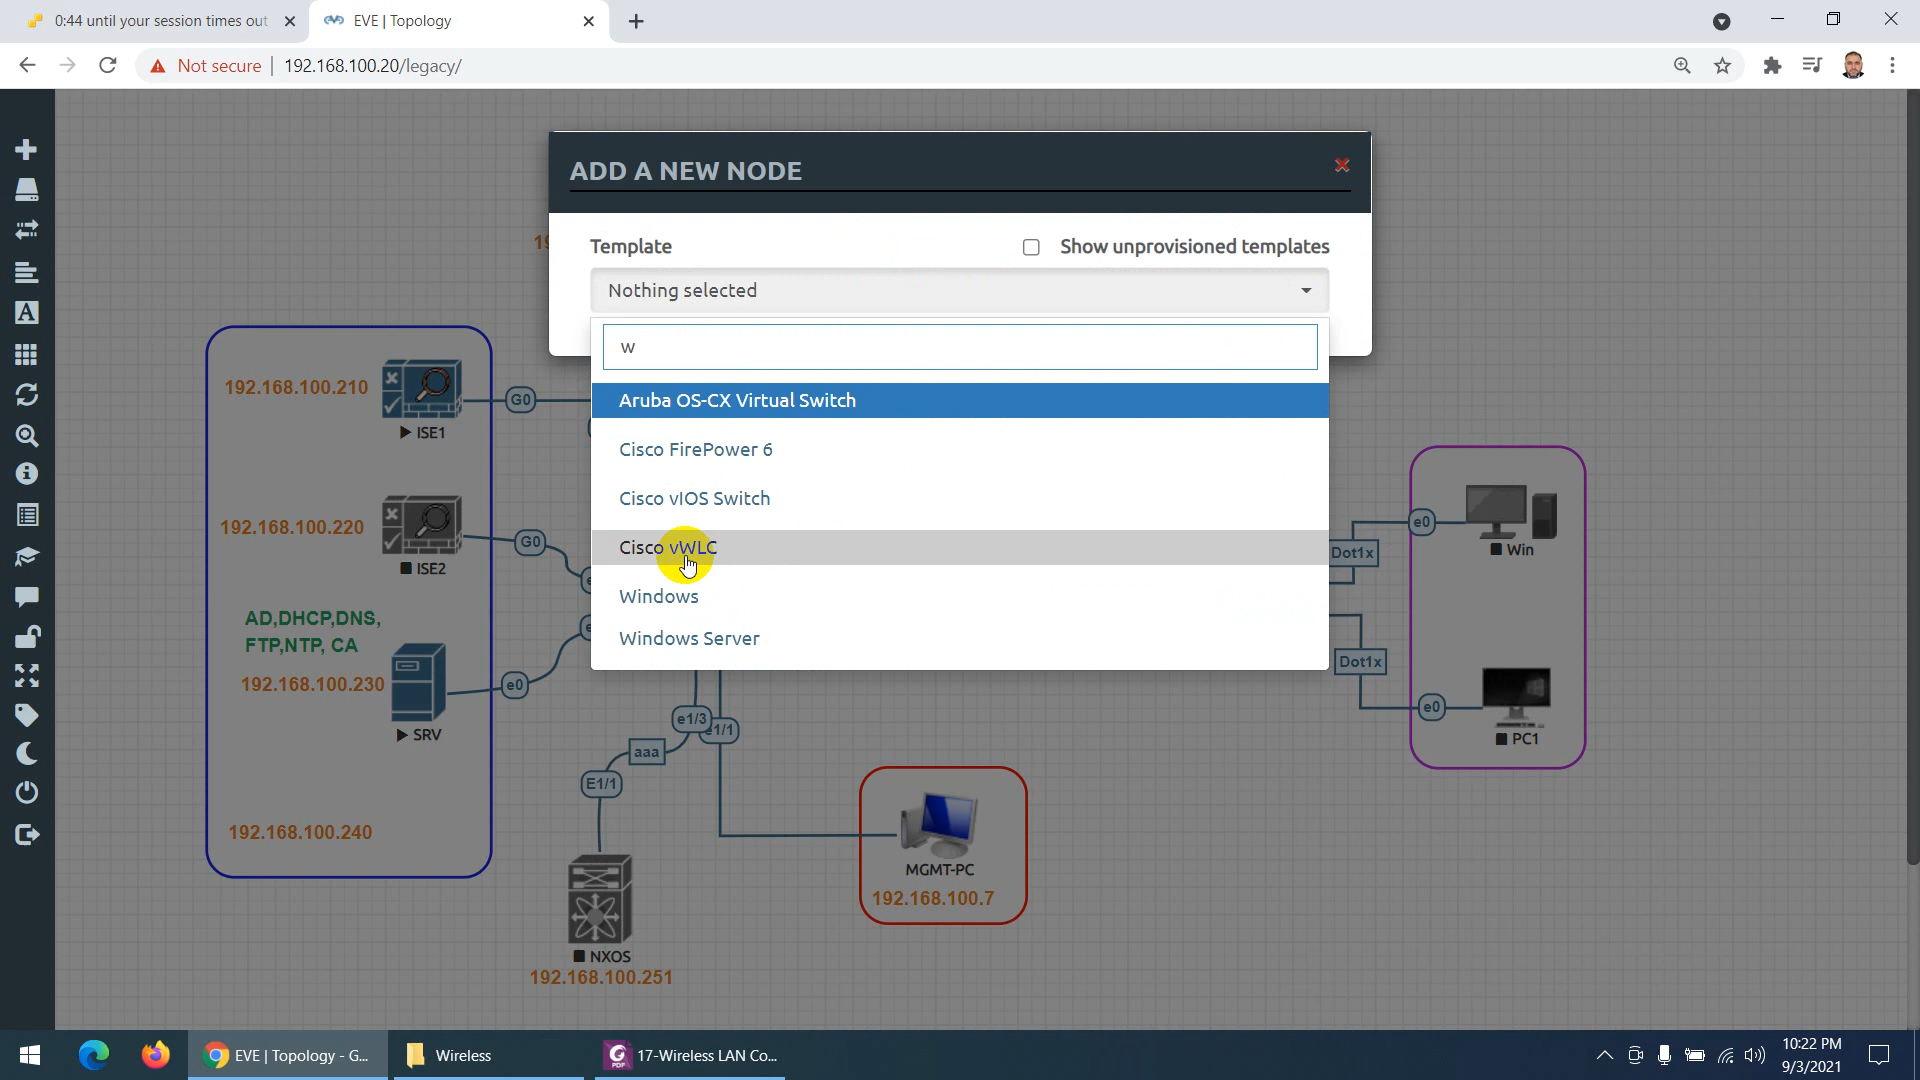 0:44 until your session times out
EVE | Topology
Not secure
192.168.100.20/legacy/
ADD A NEW NODE
Template
Show unprovisioned templates
Nothing selected
w
Aruba OS-CX Virtual Switch
Cisco FirePower 6
Cisco vIOS Switch
Cisco vWLC
Windows
Windows Server
192.168.100.210
ISE1
G0
192.168.100.220
ISE2
G0
AD,DHCP,DNS,
FTP,NTP, CA
192.168.100.230
SRV
e0
192.168.100.240
e1/3
e1/1
aaa
E1/1
NXOS
192.168.100.251
MGMT-PC
192.168.100.7
Dot1x
e0
Win
Dot1x
e0
PC1
EVE | Topology - G...
Wireless
17-Wireless LAN Co...
10:22 PM
9/3/2021